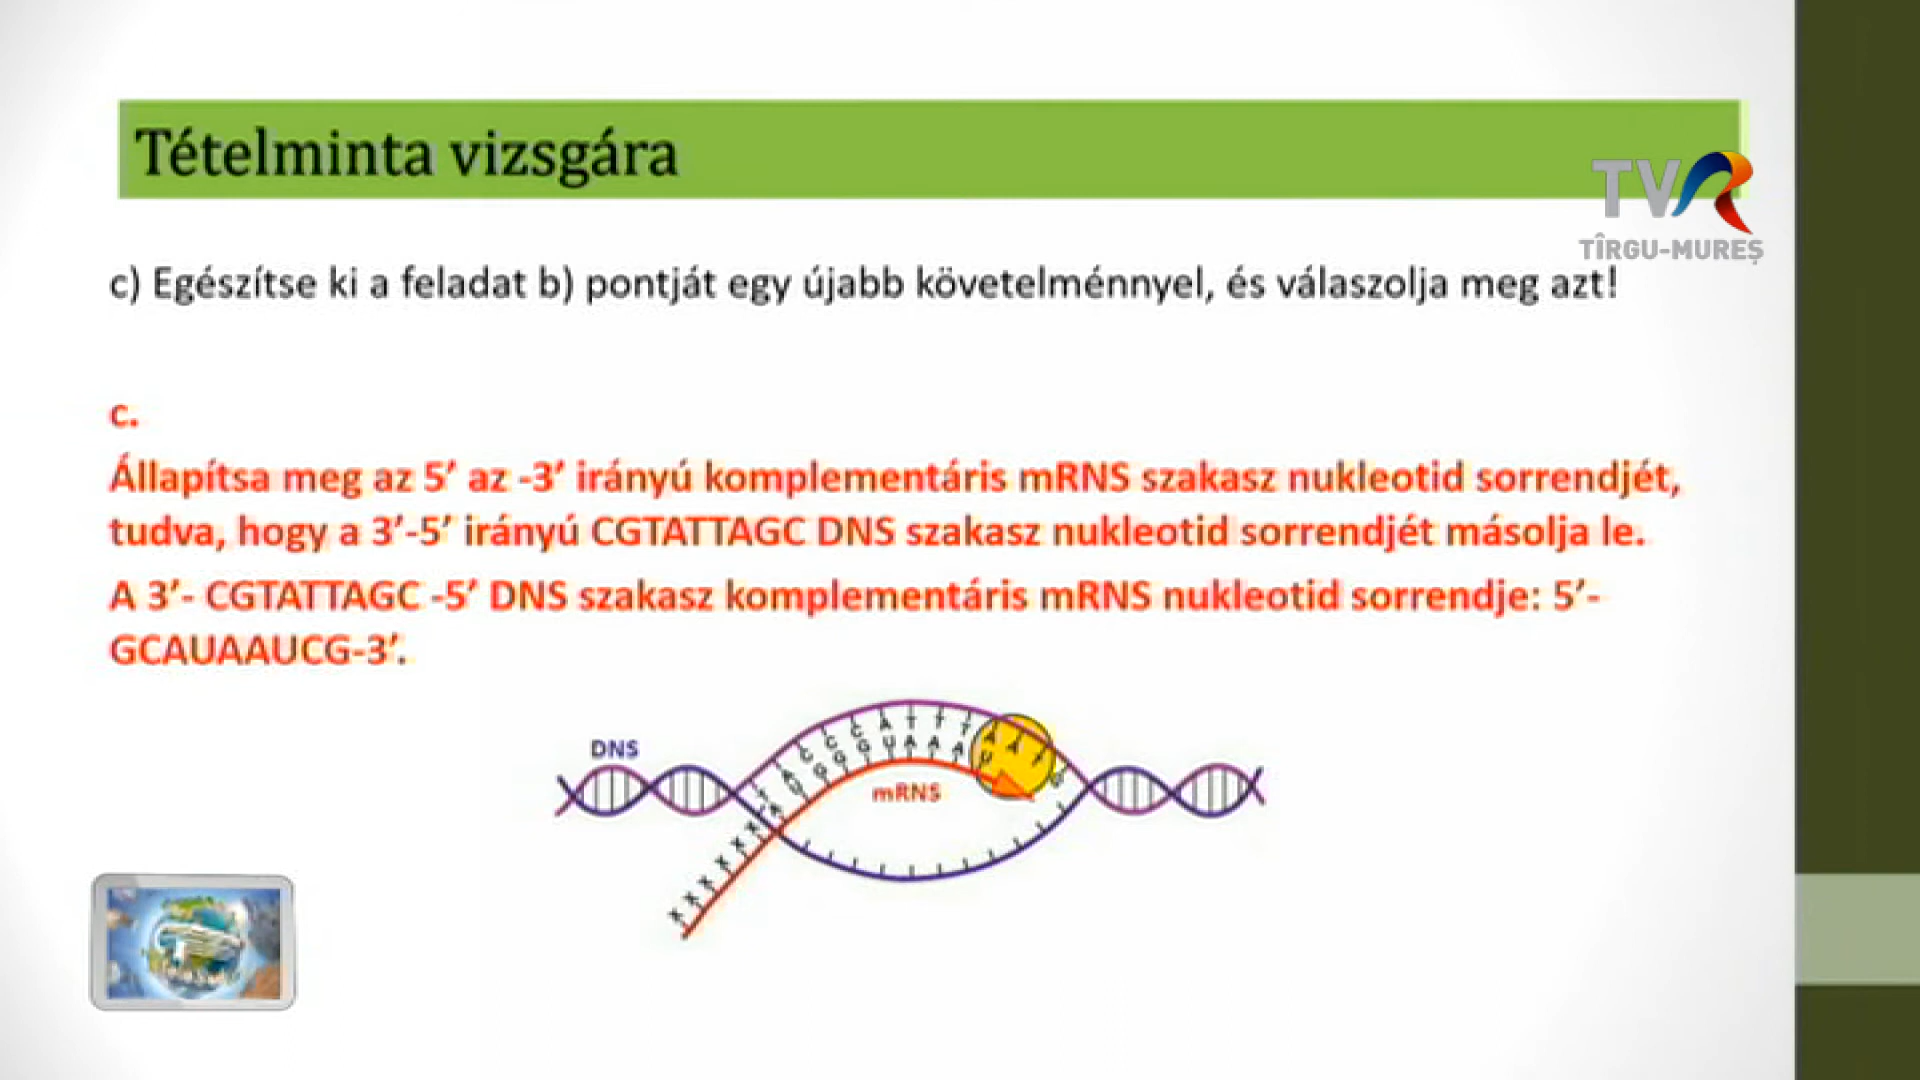 Tételminta vizsgára
TVR
TÎRGU-MUREȘ
c) Egészítse ki a feladat b) pontját egy újabb követelménnyel, és válaszolja meg azt!
c.
Állapítsa meg az 5’ az -3’ irányú komplementáris mRNS szakasz nukleotid sorrendjét,
tudva, hogy a 3’-5’ irányú CGTATTAGC DNS szakasz nukleotid sorrendjét másolja le.
A 3’- CGTATTAGC -5’ DNS szakasz komplementáris mRNS nukleotid sorrendje: 5’-
GCAUAAUCG-3’.
DNS
mRNS